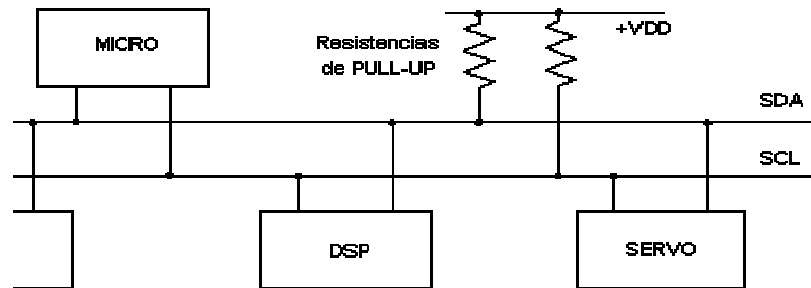 MICRO
Resistencias
de PULL-UP
+VDD
SDA
SCL
DSP
SERVO